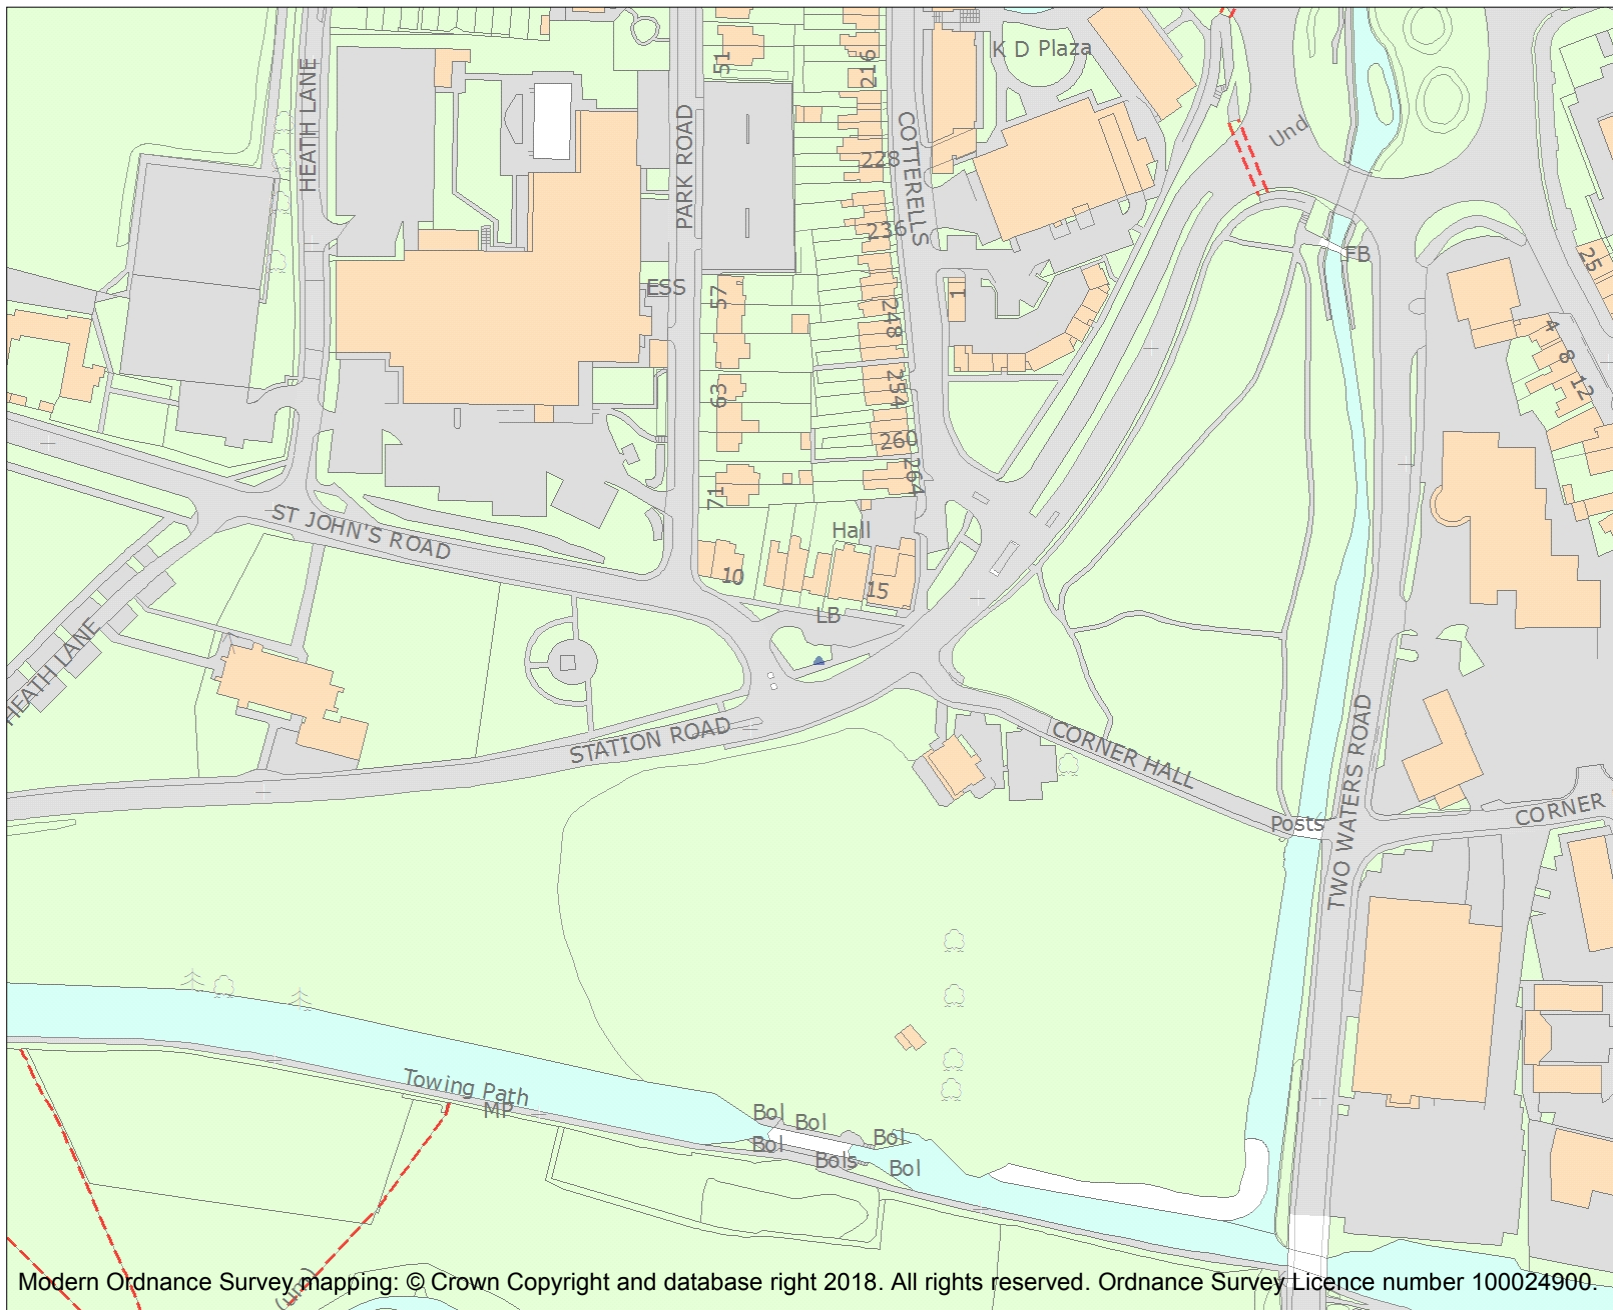 K D Plaza
51
216
HEATH LANE
PARK ROAD
COTTERELLS
Und
228
236
FB
25
ESS
57
1
248
4
8
12
63
254
260
264
71
ST JOHN'S ROAD
Hall
10
15
LB
HEATH LANE
STATION ROAD
CORNER HALL
TWO WATERS ROAD
Posts
CORNER
Towing Path
MP
Bol
Bol
Bol
Bol
Bols
Bol
(um)
Modern Ordnance Survey mapping: © Crown Copyright and database right 2018. All rights reserved. Ordnance Survey Licence number 100024900.